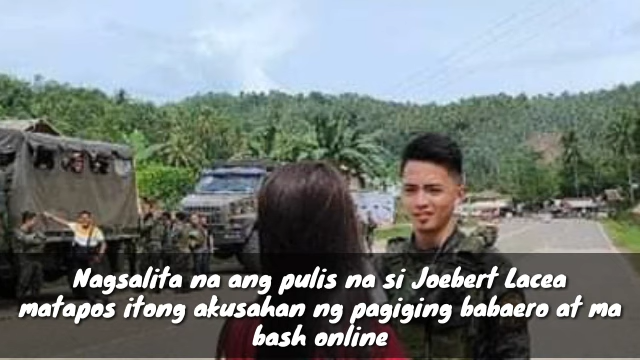 Nagsalita na ang pulis na si Joebert Lacea
matapos itong akusahan ng pagiging babaero at ma
bash online